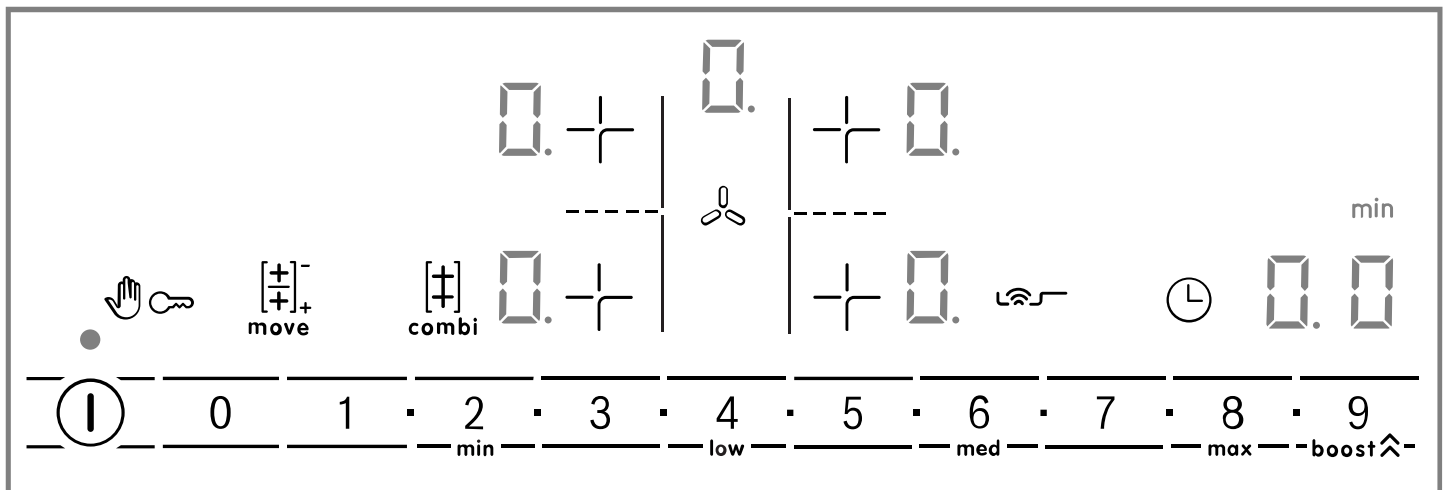 0.
0. 0.
min
0. 0. 0. 0
move combi
0 1 · 2 · 3 · 4 · 5 · 6 · 7 · 8 · 9
min low med max boost